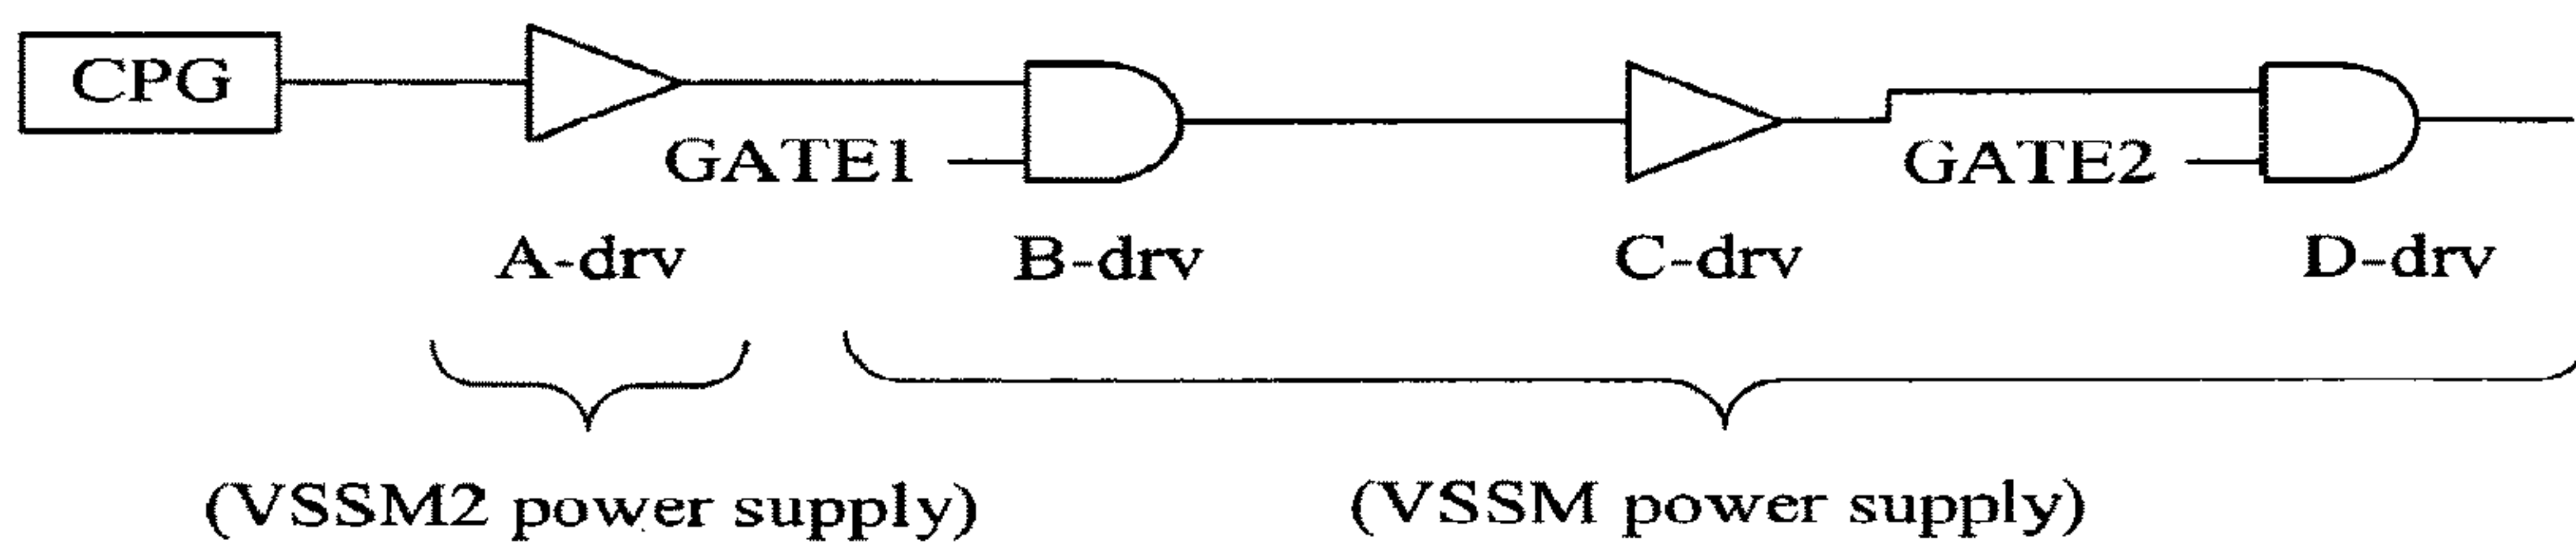 CPG
GATE1
GATE2
A-drv
B-drv
C-drv
D-drv
(VSSM2 power supply)
(VSSM power supply)